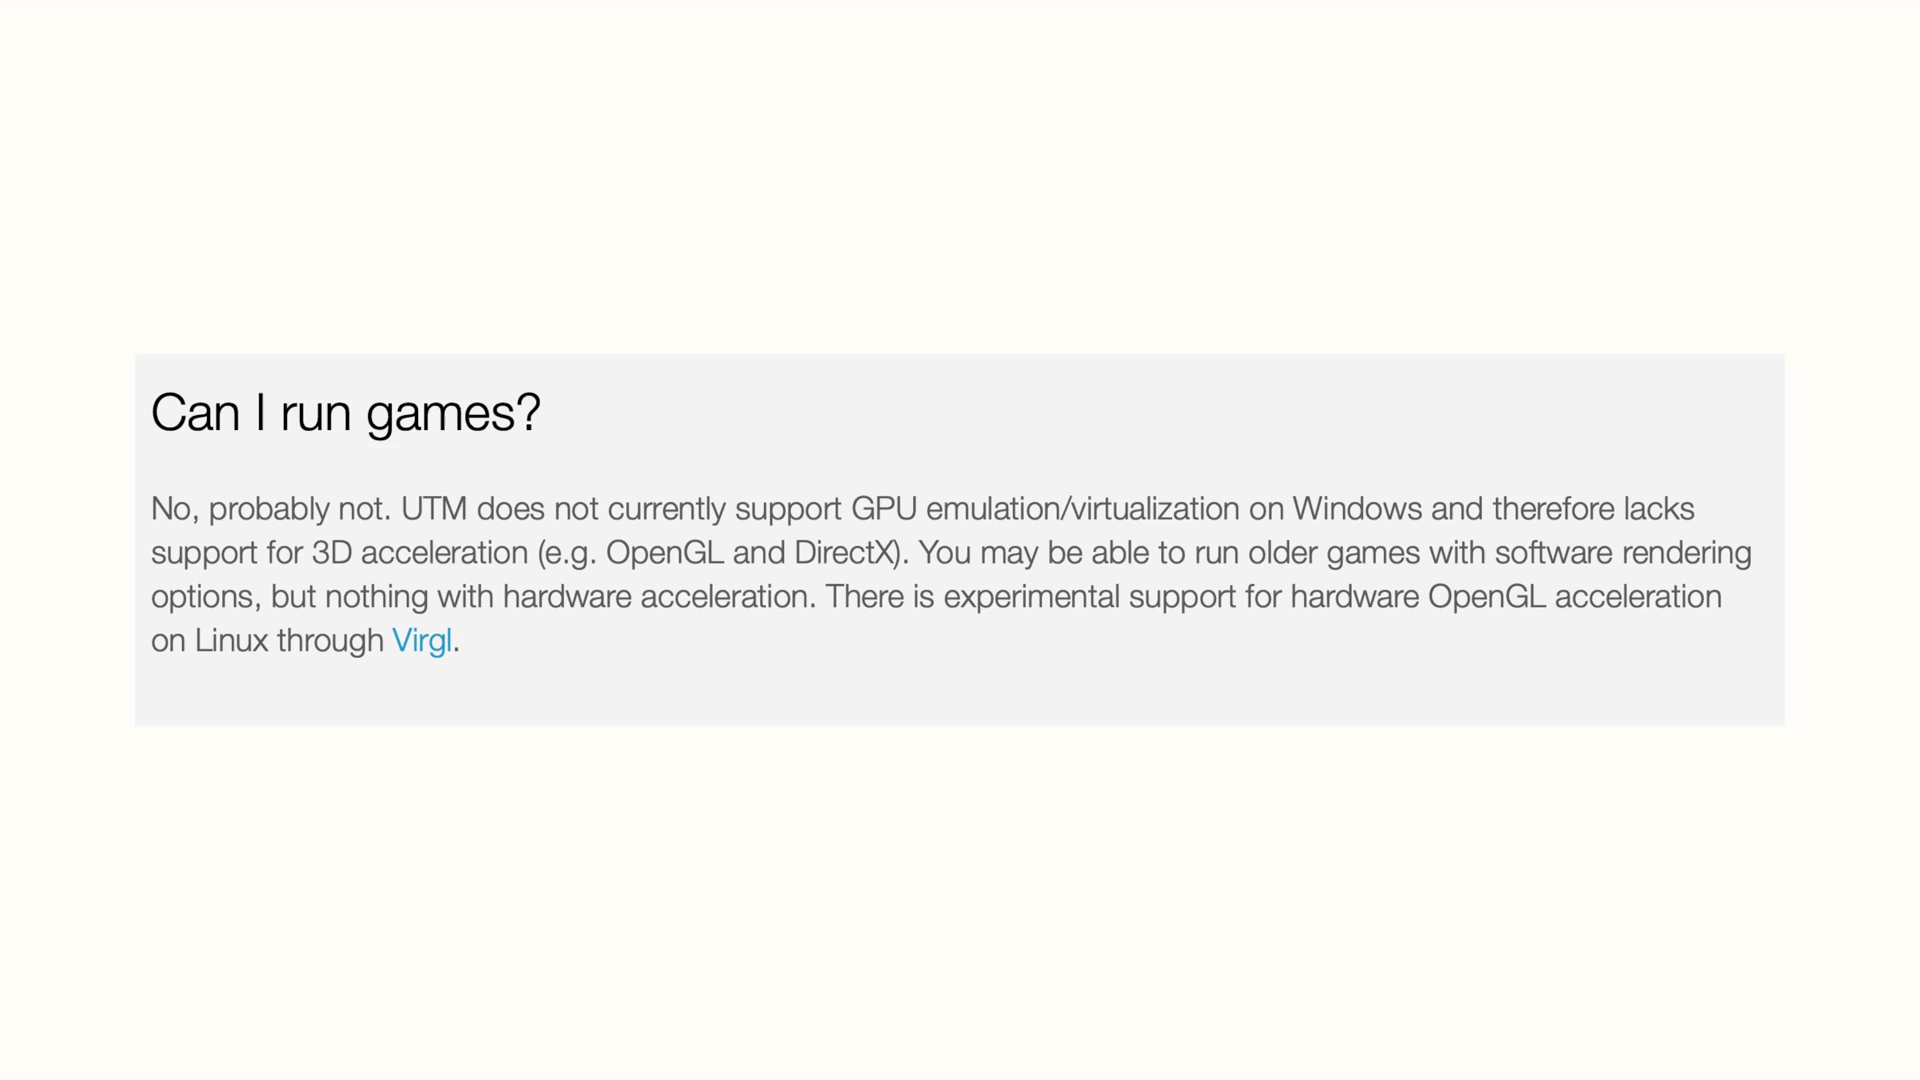 Can I run games?
No, probably not. UTM does not currently support GPU emulation/virtualization on Windows and therefore lacks
support for 3D acceleration (e.g. OpenGL and DirectX). You may be able to run older games with software rendering
options, but nothing with hardware acceleration. There is experimental support for hardware OpenGL acceleration
on Linux through Virgl.